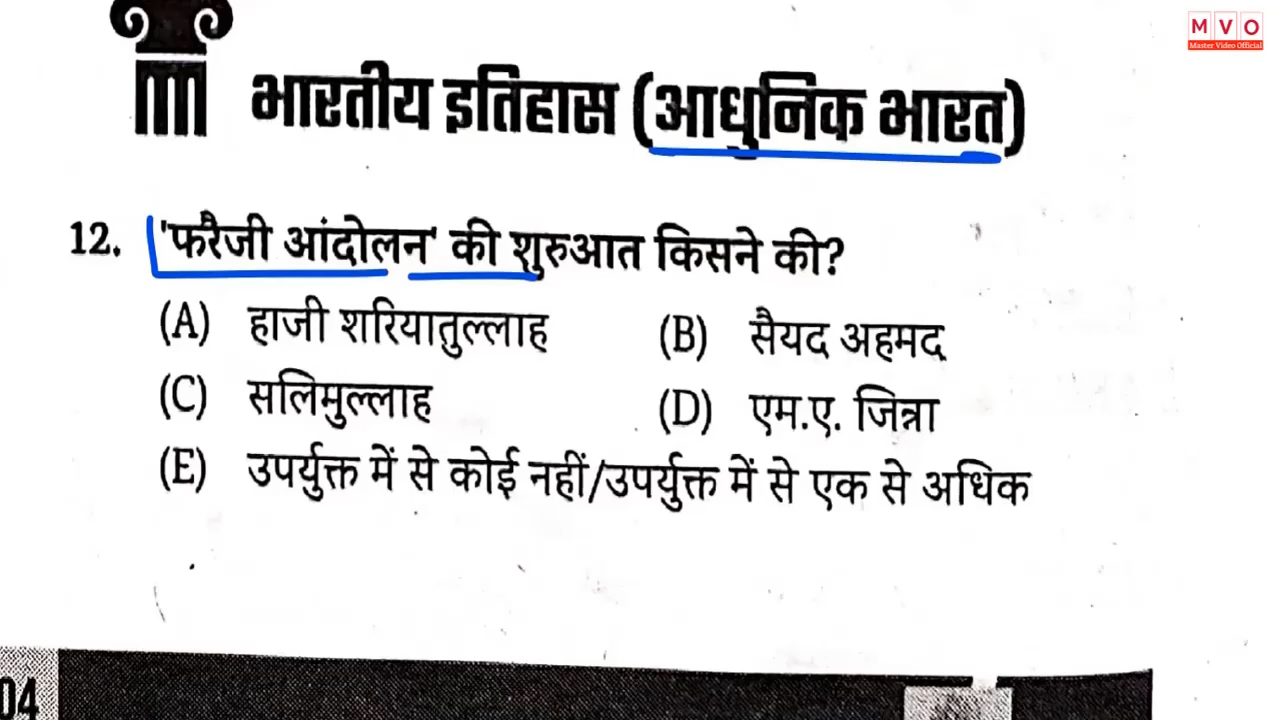 M V O
Master Video Official
भारतीय इतिहास (आधुनिक भारत)
12. 'फरैजी आंदोलन' की शुरुआत किसने की?
(A) हाजी शरियातुल्लाह (B) सैयद अहमद
(C) सलिमुल्लाह (D) एम.ए. जिन्ना
(E) उपर्युक्त में से कोई नहीं/उपर्युक्त में से एक से अधिक
04